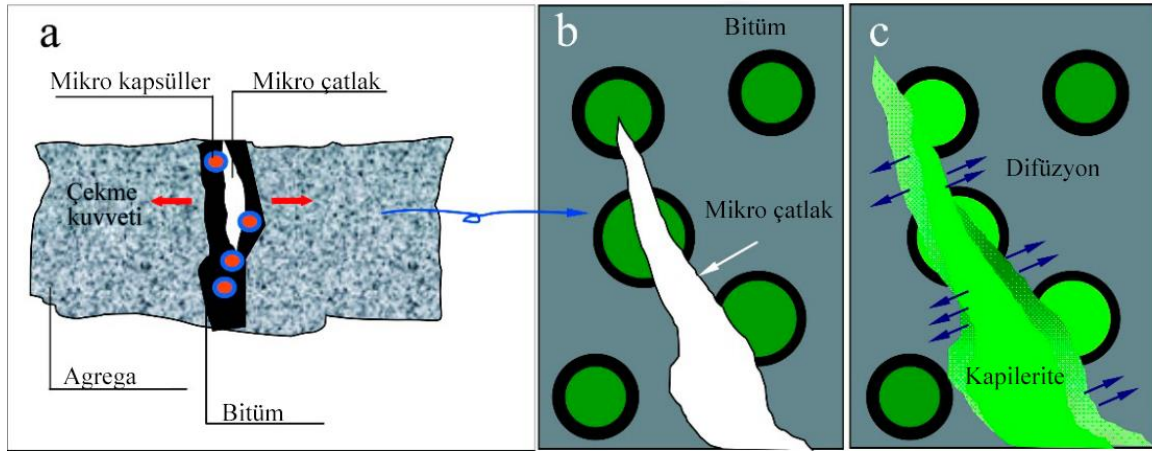 a
Mikro kapsüller
Mikro çatlak
Çekme
kuvveti
Agrega
Bitüm
b
Bitüm
Mikro çatlak
c
Difüzyon
Kapilerite